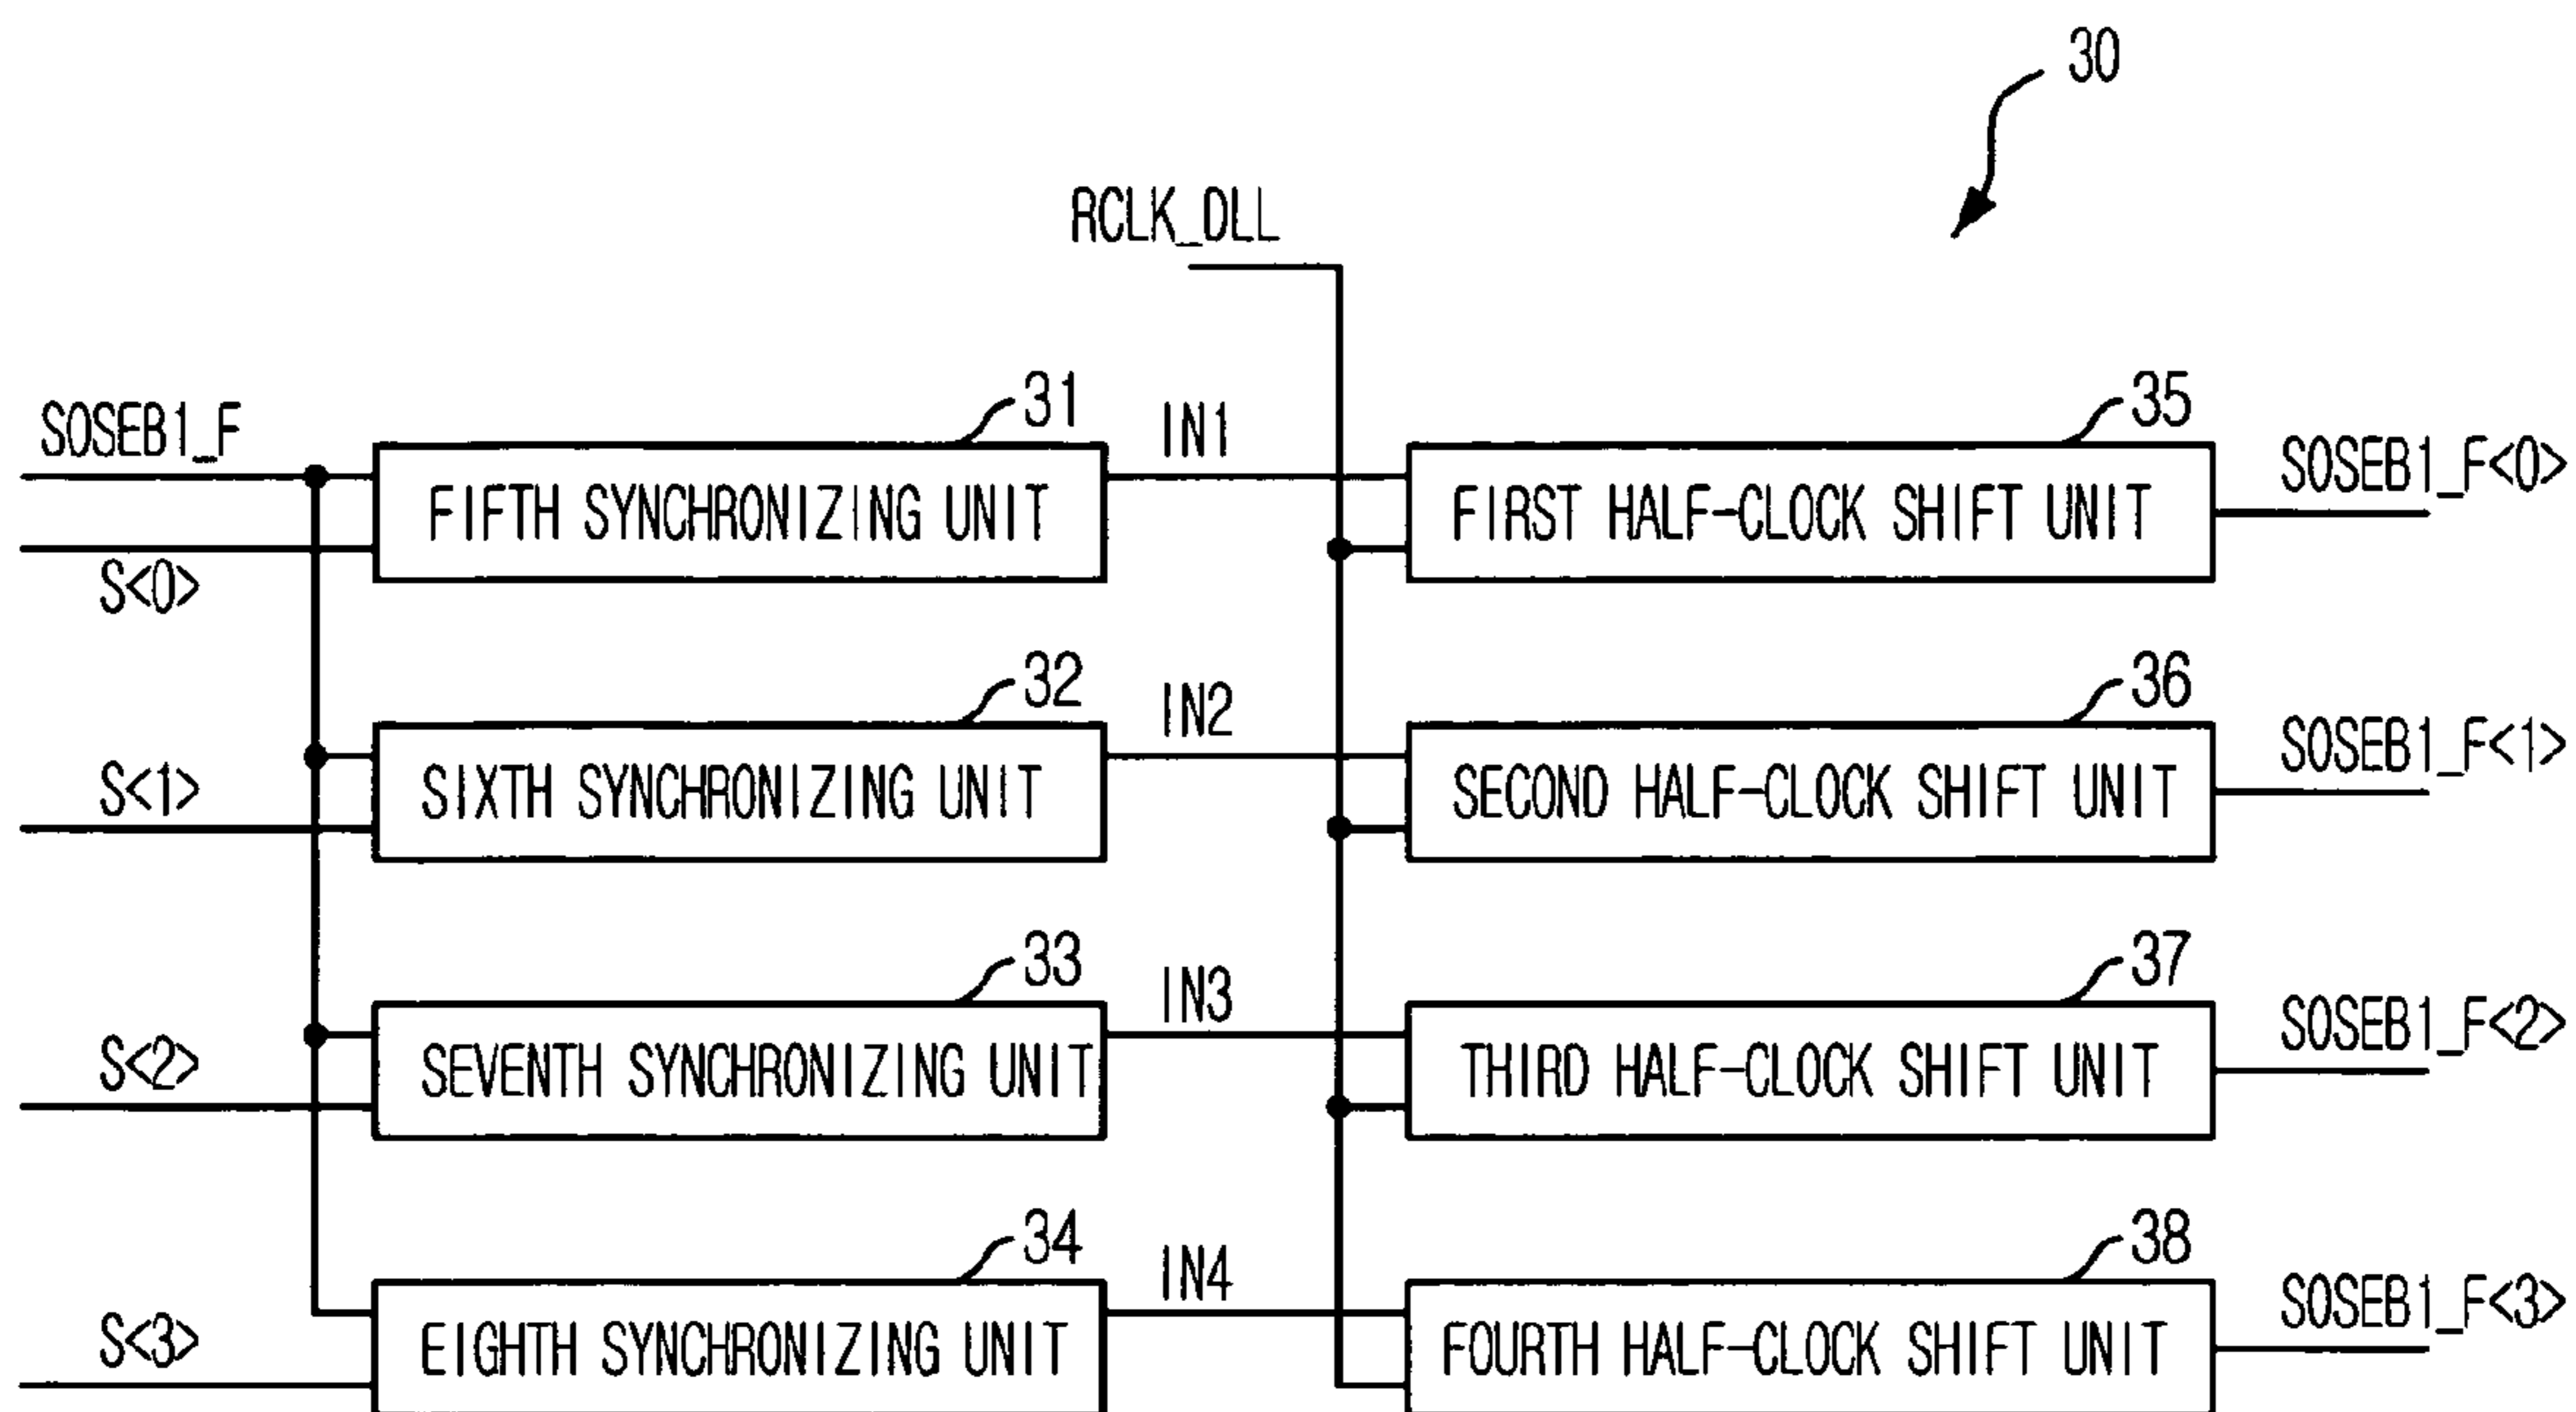 30
RCLK_DLL
SOSEB1_F
31
IN1
35
SOSEB1_F<0>
FIFTH SYNCHRONIZING UNIT
FIRST HALF-CLOCK SHIFT UNIT
S<0>
32
IN2
36
SOSEB1_F<1>
S<1>
SIXTH SYNCHRONIZING UNIT
SECOND HALF-CLOCK SHIFT UNIT
33
IN3
37
SOSEB1_F<2>
S<2>
SEVENTH SYNCHRONIZING UNIT
THIRD HALF-CLOCK SHIFT UNIT
34
IN4
38
SOSEB1_F<3>
S<3>
EIGHTH SYNCHRONIZING UNIT
FOURTH HALF-CLOCK SHIFT UNIT